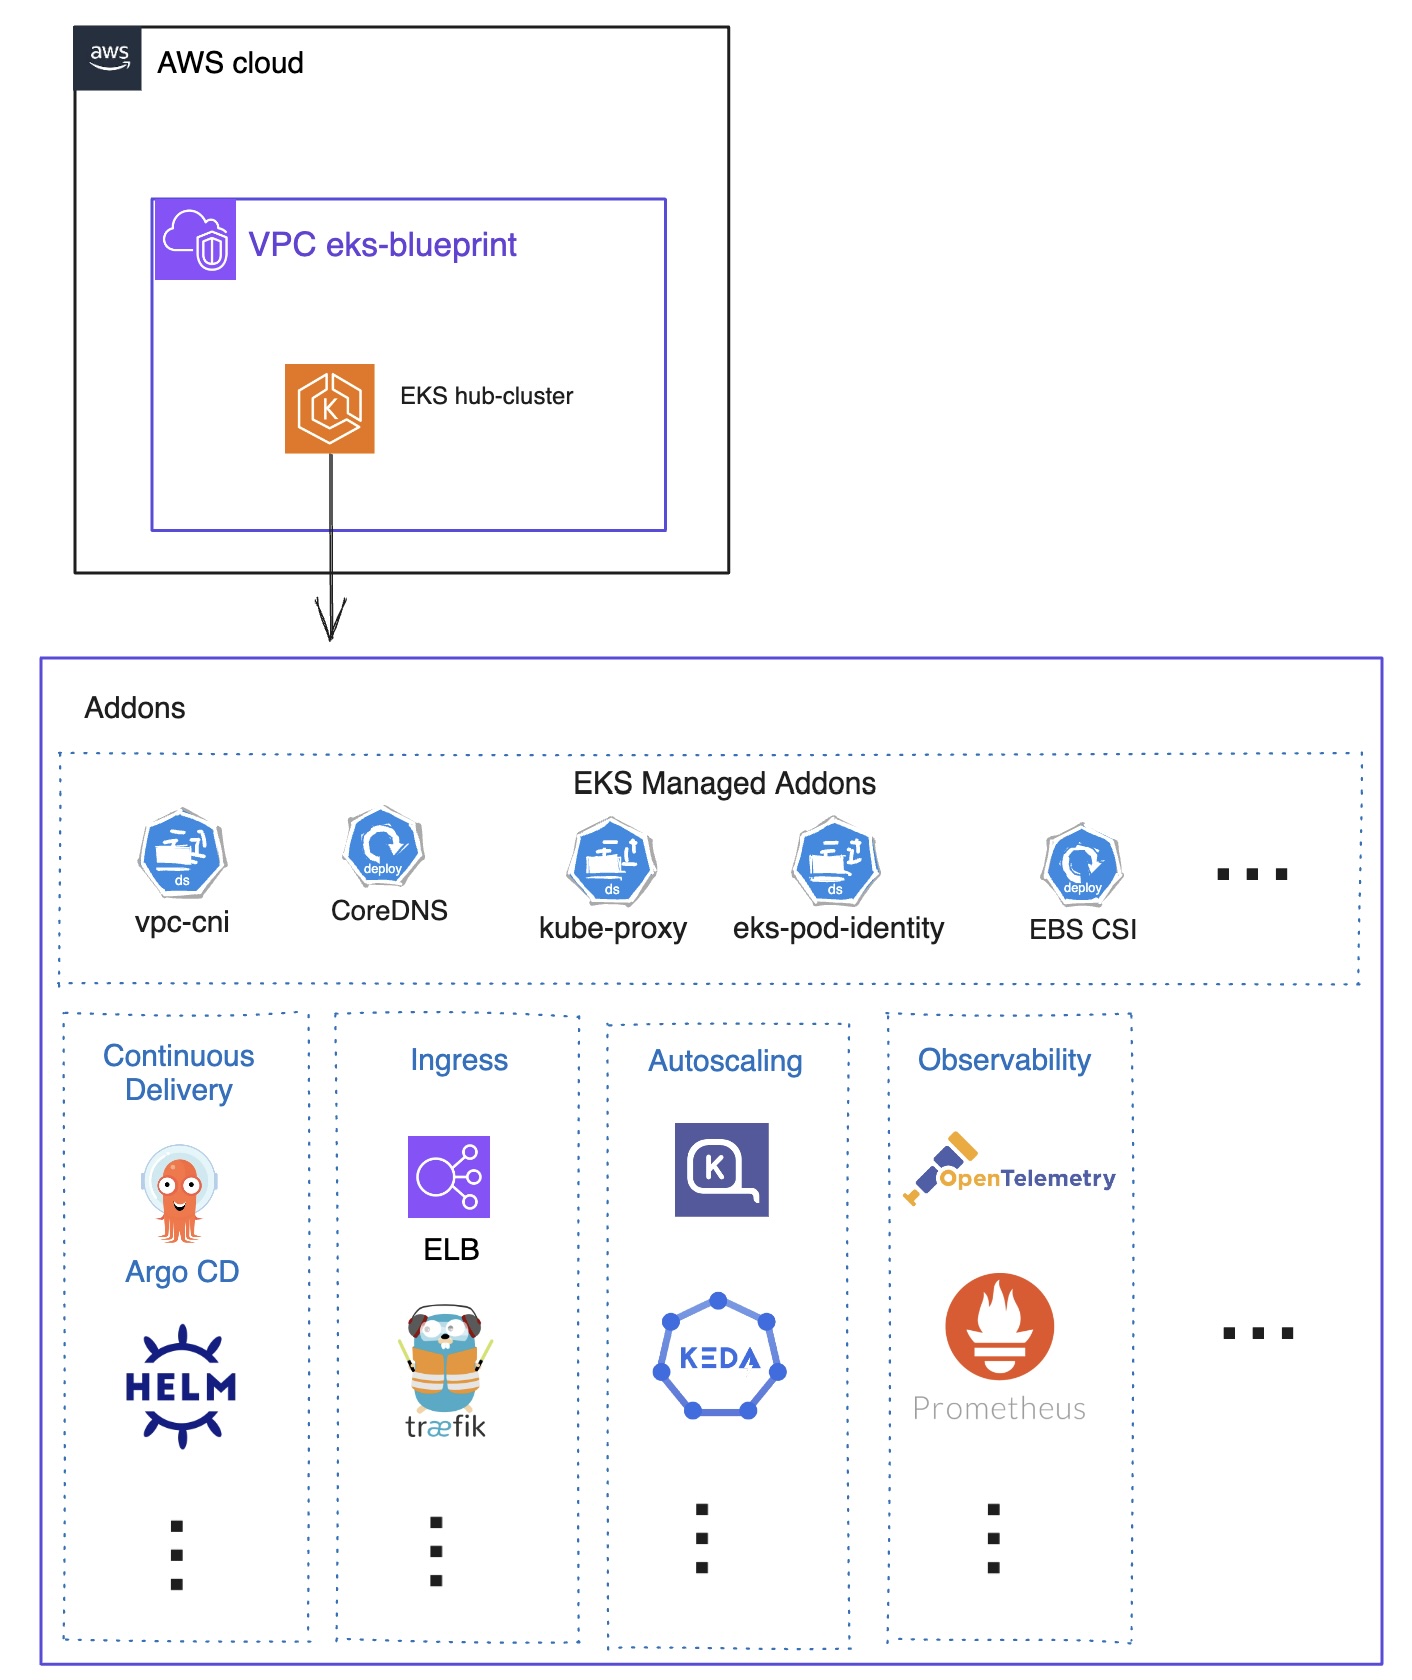 aws
AWS cloud
VPC eks-blueprint
K
EKS hub-cluster
Addons
EKS Managed Addons
ds
vpc-cni
deploy
CoreDNS
ds
kube-proxy
ds
eks-pod-identity
deploy
EBS CSI
Continuous
Delivery
Argo CD
HELM
Ingress
ELB
træfik
Autoscaling
K
KEDA
Observability
OpenTelemetry
Prometheus